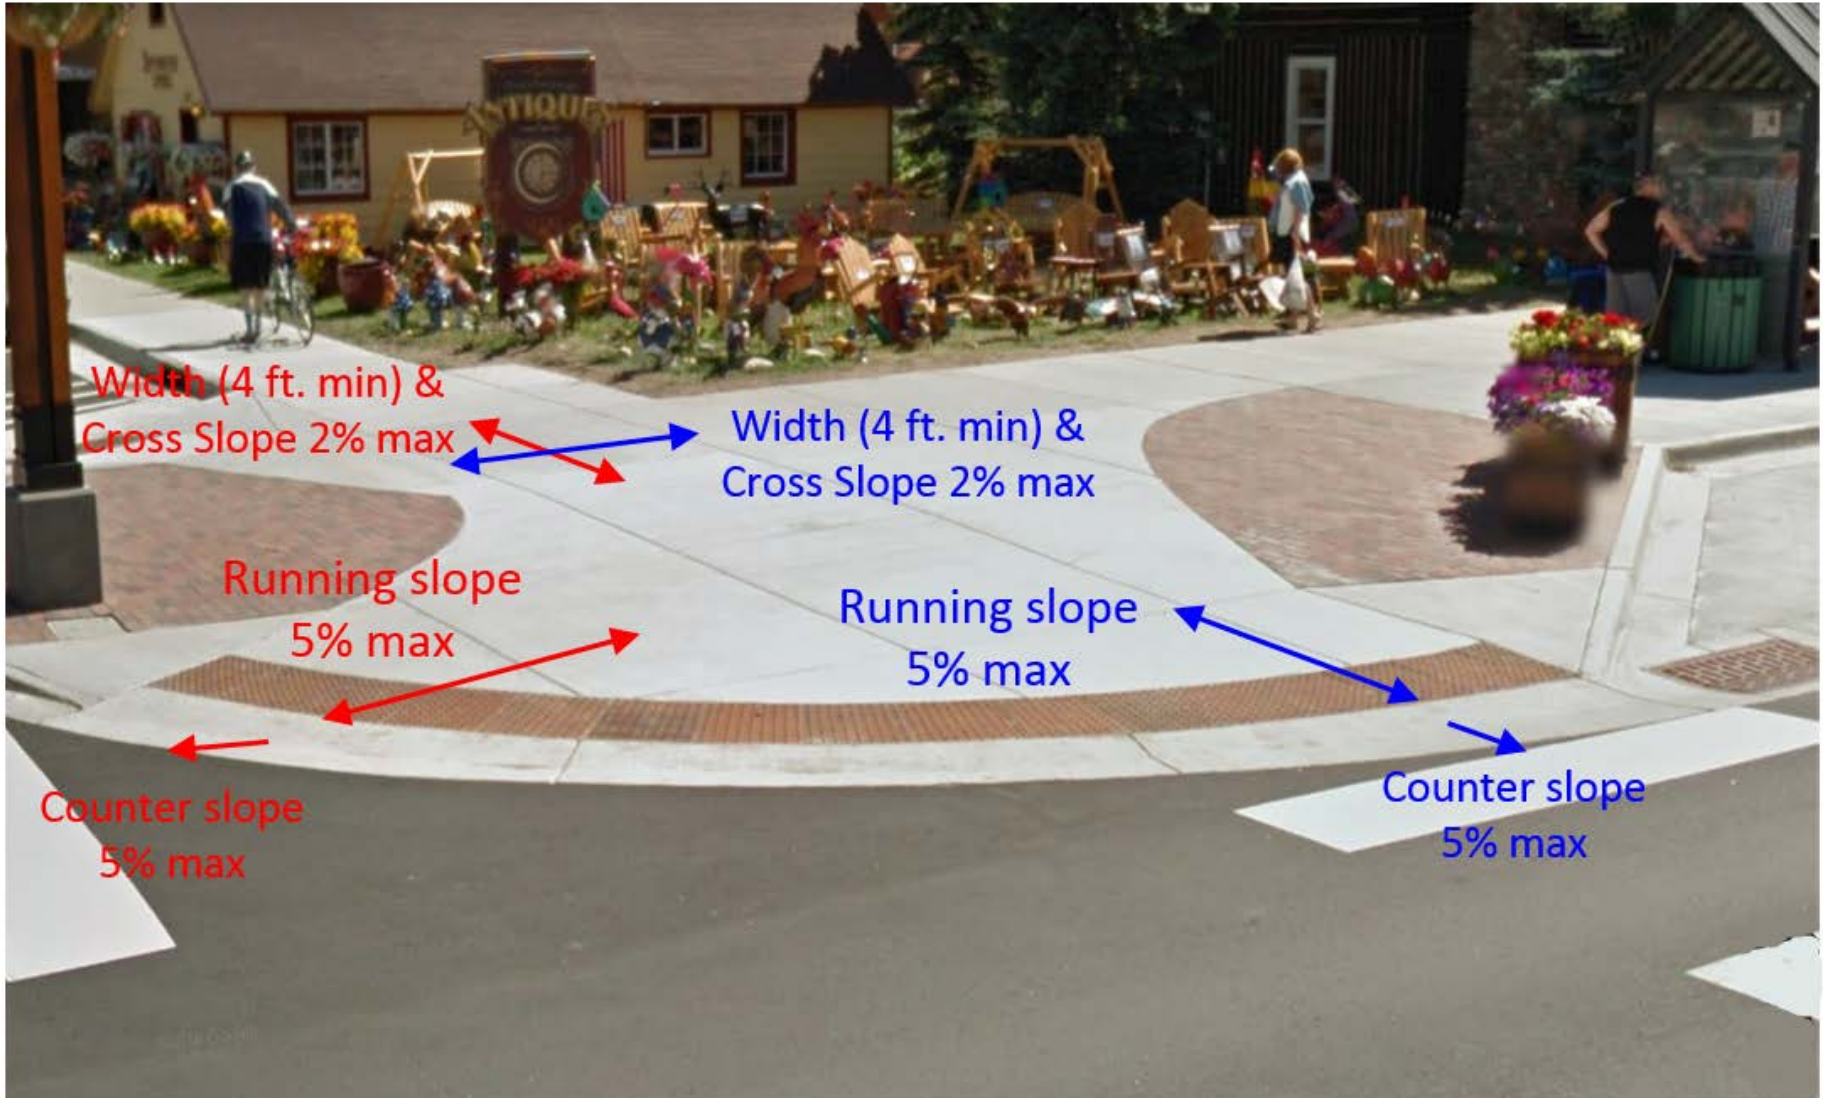 ANTIQUES
Width (4 ft. min) &
Cross Slope 2% max
Width (4 ft. min) &
Cross Slope 2% max
Running slope
5% max
Running slope
5% max
Counter slope
5% max
Counter slope
5% max